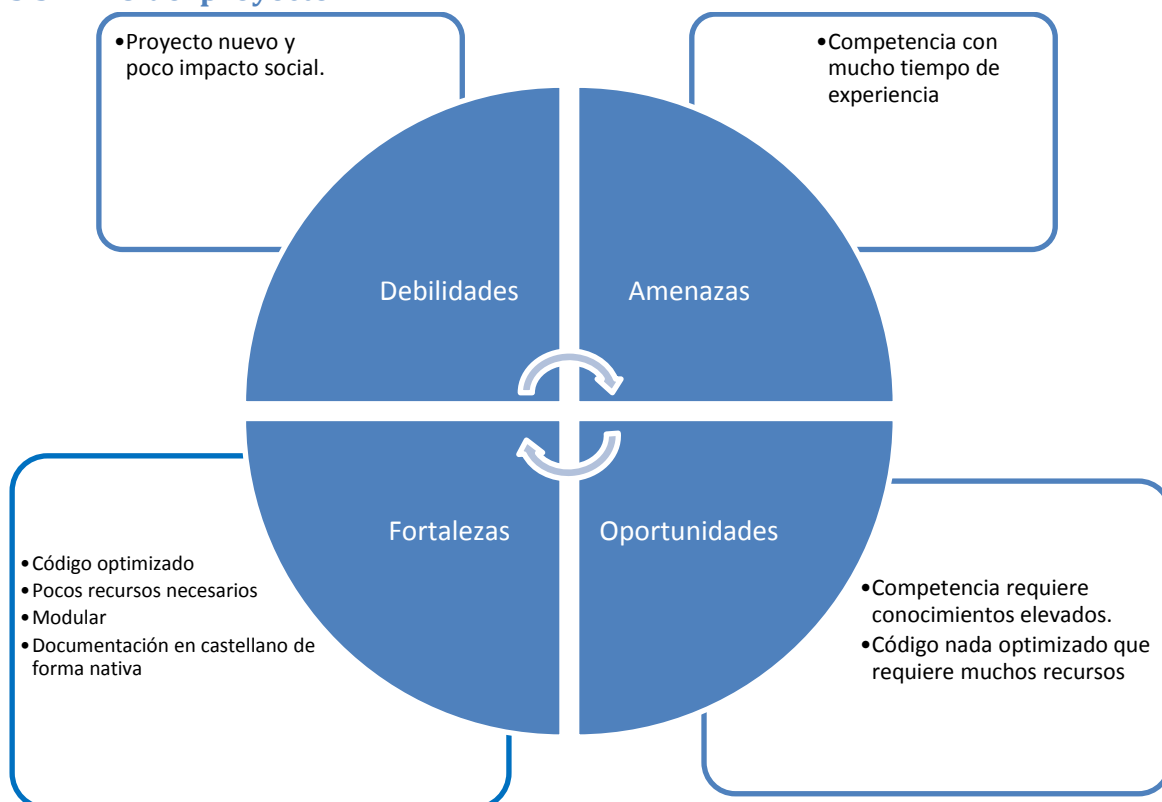 •Proyecto nuevo y
poco impacto social.
•Competencia con
mucho tiempo de
experiencia
Debilidades
Amenazas
Fortalezas
Oportunidades
•Código optimizado
•Pocos recursos necesarios
•Modular
•Documentación en castellano de
forma nativa
•Competencia requiere
conocimientos elevados.
•Código nada optimizado que
requiere muchos recursos